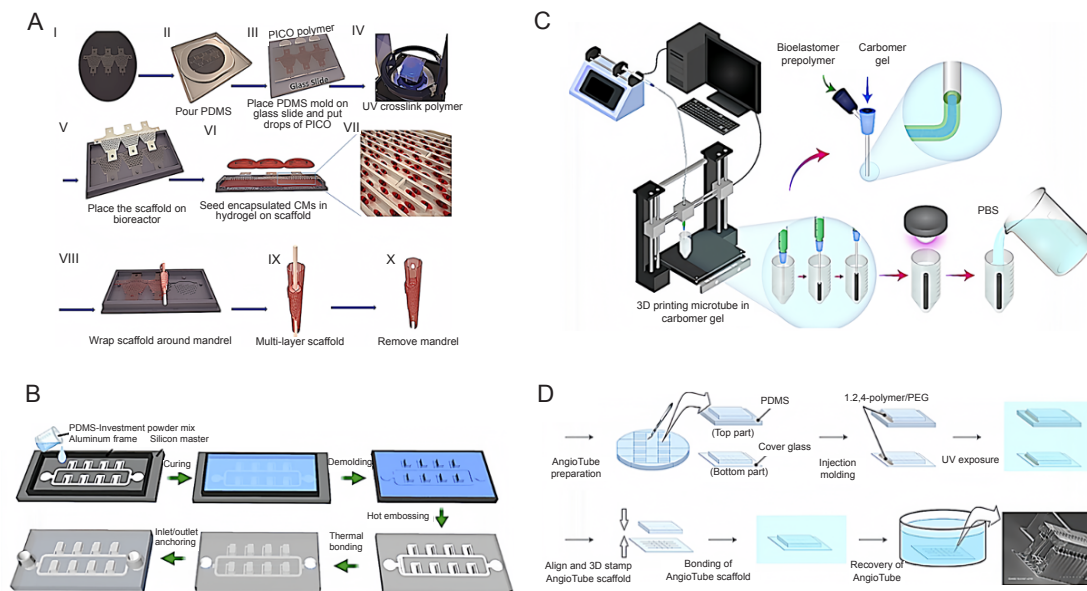 A
I
II
III
IV
PICO polymer
Glass Slide
Pour PDMS
Place PDMS mold on
glass slide and put
drops of PICO
UV crosslink polymer
V
VI
VII
Place the scaffold on
bioreactor
Seed encapsulated CMs in
hydrogel on scaffold
VIII
IX
X
Wrap scaffold around mandrel
Multi-layer scaffold
Remove mandrel
B
PDMS-Investment powder mix
Aluminum frame
Silicon master
Curing
Demolding
Hot embossing
Thermal
bonding
Inlet/outlet
anchoring
C
Bioelastomer
prepolymer
Carbomer
gel
PBS
3D printing microtube in
carbomer gel
D
AngioTube
preparation
PDMS
(Top part)
Cover glass
(Bottom part)
1.2,4-polymer/PEG
Injection
molding
UV exposure
Align and 3D stamp
AngioTube scaffold
Bonding of
AngioTube scaffold
Recovery of
AngioTube